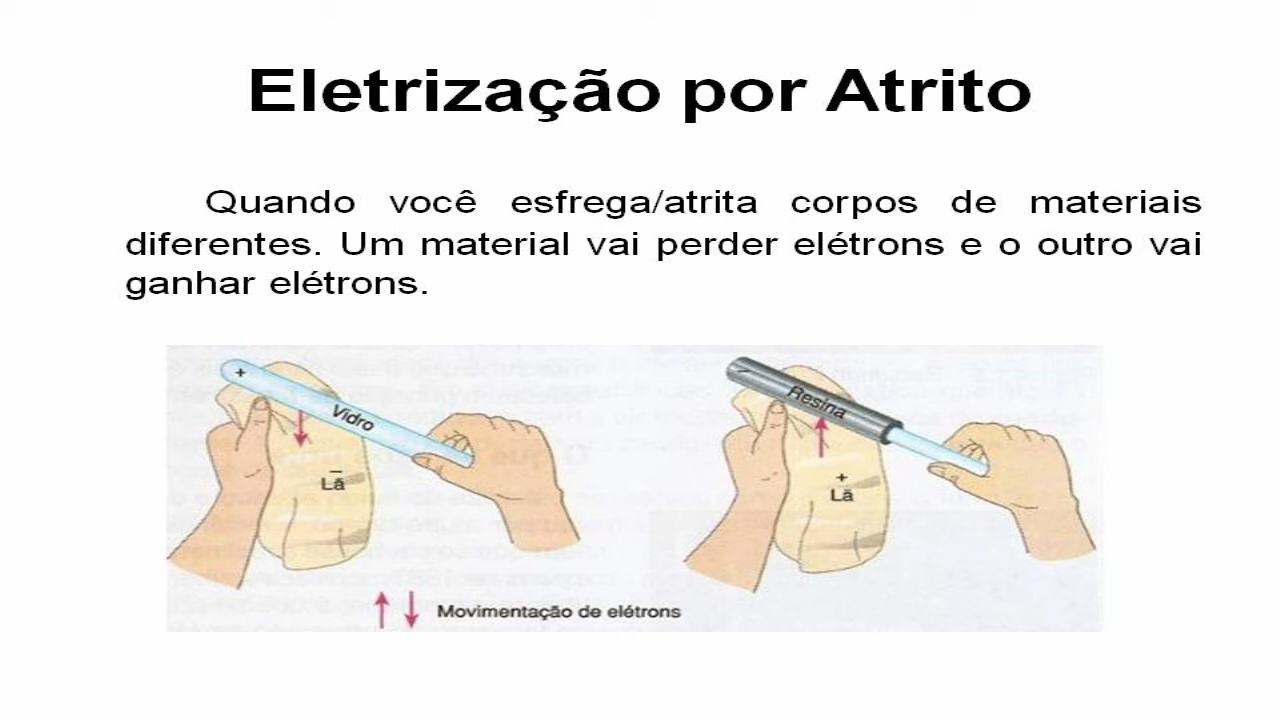 Eletrização por Atrito
Quando você esfrega/atrita corpos de materiais
diferentes. Um material vai perder elétrons e o outro vai
ganhar elétrons.
+
Vidro
–
Lã
–
Resina
+
Lã
Movimentação de elétrons